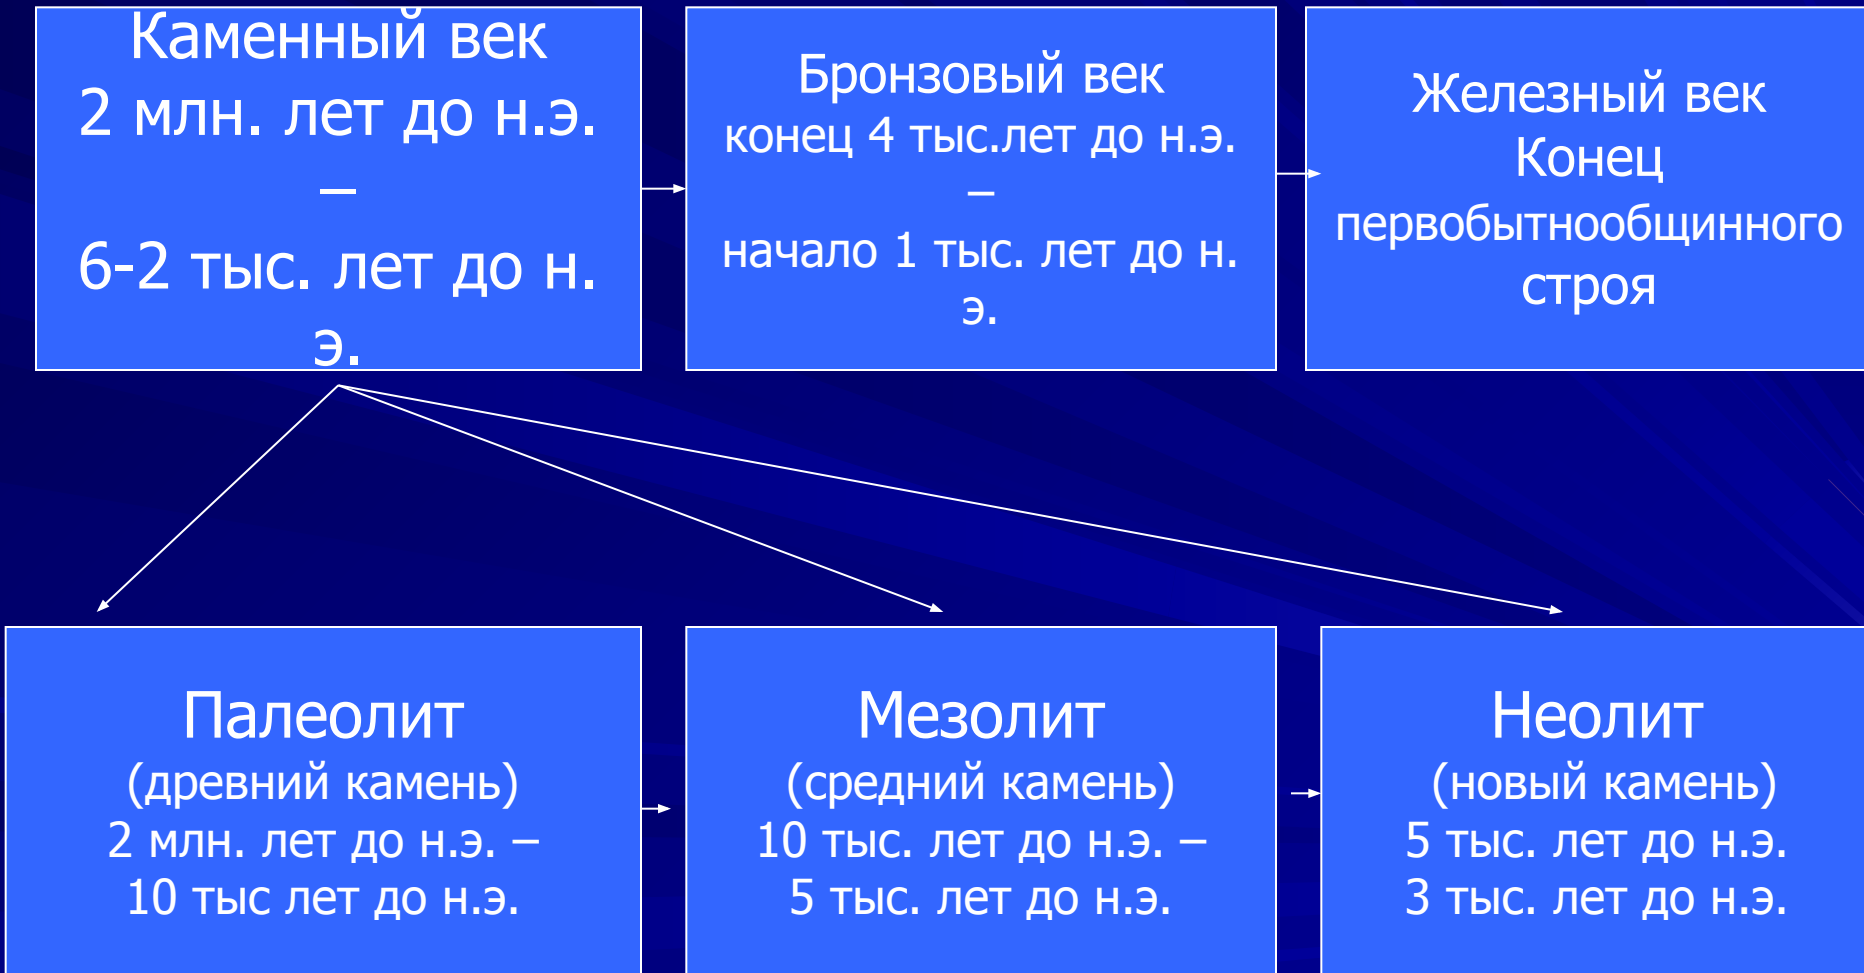 Каменный век
2 млн. лет до н.э.
–
6-2 тыс. лет до н.
э.
Бронзовый век
конец 4 тыс.лет до н.э.
–
начало 1 тыс. лет до н.
э.
Железный век
Конец
первобытнообщинного
строя
Палеолит
(древний камень)
2 млн. лет до н.э. –
10 тыс лет до н.э.
Мезолит
(средний камень)
10 тыс. лет до н.э. –
5 тыс. лет до н.э.
Неолит
(новый камень)
5 тыс. лет до н.э.
3 тыс. лет до н.э.